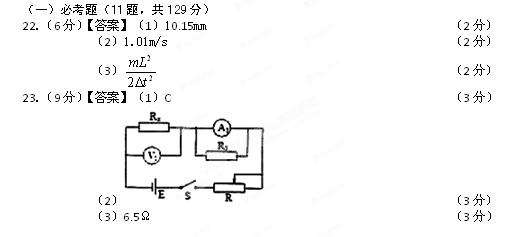 （一）必考题（11题，共129分）
22.（6分）【答案】（1）10.15mm （2分）
（2）1.01m/s （2分）
（3）mL²/2Δt² （2分）
23.（9分）【答案】（1）C （3分）
Rx A₁
V₁ R₃
E S R
（2） （3分）
（3）6.5Ω （3分）